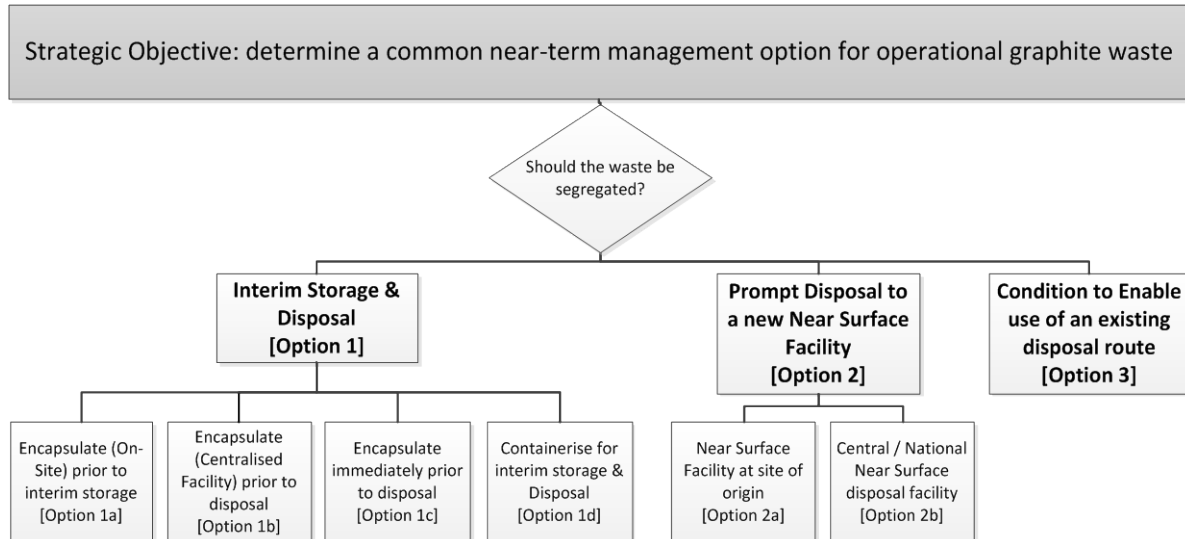 Strategic Objective: determine a common near-term management option for operational graphite waste
Should the waste be
segregated?
Interim Storage &
Disposal
[Option 1]
Prompt Disposal to
a new Near Surface
Facility
[Option 2]
Condition to Enable
use of an existing
disposal route
[Option 3]
Encapsulate (On-
Site) prior to
interim storage
[Option 1a]
Encapsulate
(Centralised
Facility) prior to
disposal
[Option 1b]
Encapsulate
immediately prior
to disposal
[Option 1c]
Containerise for
interim storage &
Disposal
[Option 1d]
Near Surface
Facility at site of
origin
[Option 2a]
Central / National
Near Surface
disposal facility
[Option 2b]